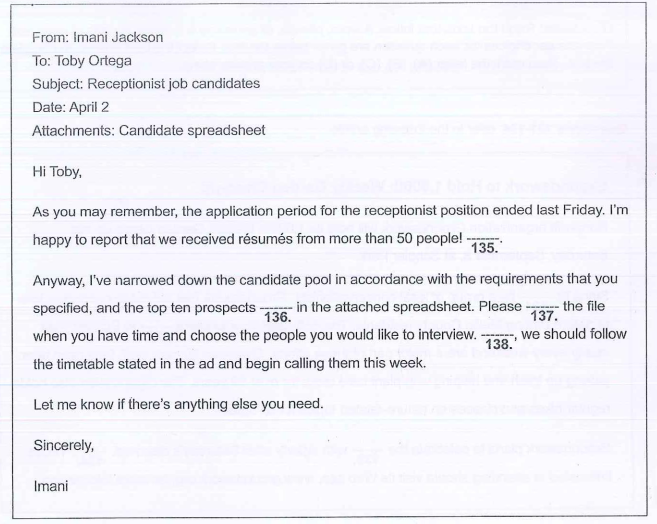 From: Imani Jackson
To: Toby Ortega
Subject: Receptionist job candidates
Date: April 2
Attachments: Candidate spreadsheet
Hi Toby,
As you may remember, the application period for the receptionist position ended last Friday. I'm
happy to report that we received résumés from more than 50 people! -------.
135.
Anyway, I've narrowed down the candidate pool in accordance with the requirements that you
specified, and the top ten prospects ------- in the attached spreadsheet. Please ------- the file
136. 137.
when you have time and choose the people you would like to interview. -------, we should follow
138.
the timetable stated in the ad and begin calling them this week.
Let me know if there's anything else you need.
Sincerely,
Imani